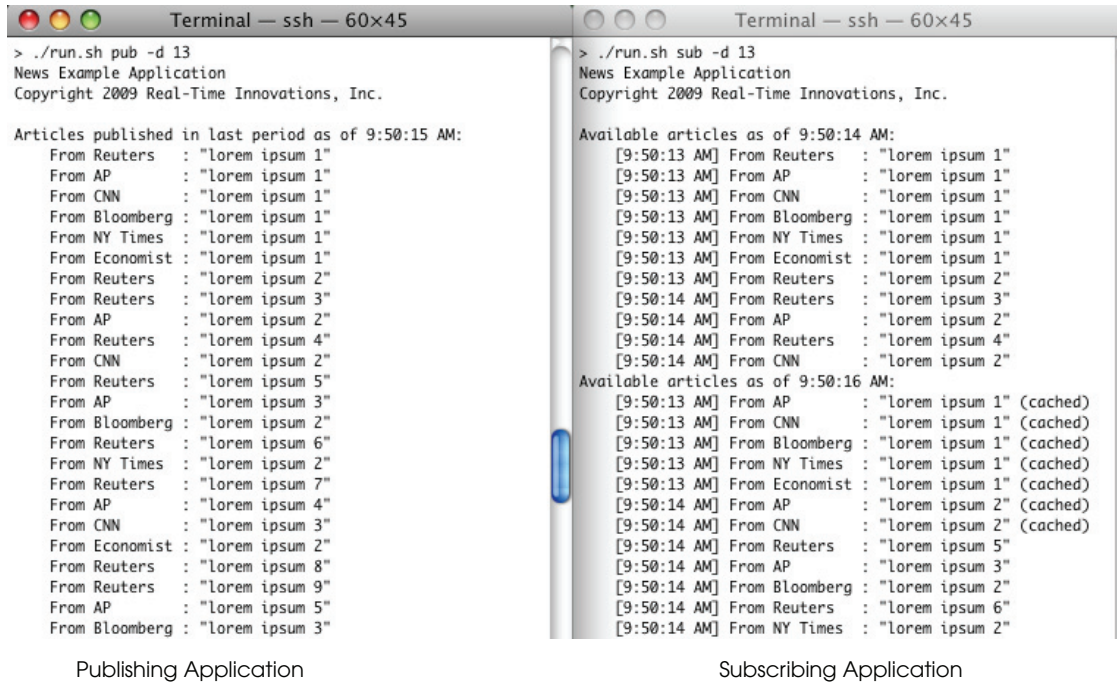 Terminal — ssh — 60×45
> ./run.sh pub -d 13
News Example Application
Copyright 2009 Real-Time Innovations, Inc.
Articles published in last period as of 9:50:15 AM:
From Reuters : "lorem ipsum 1"
From AP : "lorem ipsum 1"
From CNN : "lorem ipsum 1"
From Bloomberg : "lorem ipsum 1"
From NY Times : "lorem ipsum 1"
From Economist : "lorem ipsum 1"
From Reuters : "lorem ipsum 2"
From Reuters : "lorem ipsum 3"
From AP : "lorem ipsum 2"
From Reuters : "lorem ipsum 4"
From CNN : "lorem ipsum 2"
From Reuters : "lorem ipsum 5"
From AP : "lorem ipsum 3"
From Bloomberg : "lorem ipsum 2"
From Reuters : "lorem ipsum 6"
From NY Times : "lorem ipsum 2"
From Reuters : "lorem ipsum 7"
From AP : "lorem ipsum 4"
From CNN : "lorem ipsum 3"
From Economist : "lorem ipsum 2"
From Reuters : "lorem ipsum 8"
From Reuters : "lorem ipsum 9"
From AP : "lorem ipsum 5"
From Bloomberg : "lorem ipsum 3"
Publishing Application
Terminal — ssh — 60×45
> ./run.sh sub -d 13
News Example Application
Copyright 2009 Real-Time Innovations, Inc.
Available articles as of 9:50:14 AM:
[9:50:13 AM] From Reuters : "lorem ipsum 1"
[9:50:13 AM] From AP : "lorem ipsum 1"
[9:50:13 AM] From CNN : "lorem ipsum 1"
[9:50:13 AM] From Bloomberg : "lorem ipsum 1"
[9:50:13 AM] From NY Times : "lorem ipsum 1"
[9:50:13 AM] From Economist : "lorem ipsum 1"
[9:50:13 AM] From Reuters : "lorem ipsum 2"
[9:50:14 AM] From Reuters : "lorem ipsum 3"
[9:50:14 AM] From AP : "lorem ipsum 2"
[9:50:14 AM] From Reuters : "lorem ipsum 4"
[9:50:14 AM] From CNN : "lorem ipsum 2"
Available articles as of 9:50:16 AM:
[9:50:13 AM] From AP : "lorem ipsum 1" (cached)
[9:50:13 AM] From CNN : "lorem ipsum 1" (cached)
[9:50:13 AM] From Bloomberg : "lorem ipsum 1" (cached)
[9:50:13 AM] From NY Times : "lorem ipsum 1" (cached)
[9:50:13 AM] From Economist : "lorem ipsum 1" (cached)
[9:50:14 AM] From AP : "lorem ipsum 2" (cached)
[9:50:14 AM] From CNN : "lorem ipsum 2" (cached)
[9:50:14 AM] From Reuters : "lorem ipsum 5"
[9:50:14 AM] From AP : "lorem ipsum 3"
[9:50:14 AM] From Bloomberg : "lorem ipsum 2"
[9:50:14 AM] From Reuters : "lorem ipsum 6"
[9:50:14 AM] From NY Times : "lorem ipsum 2"
Subscribing Application